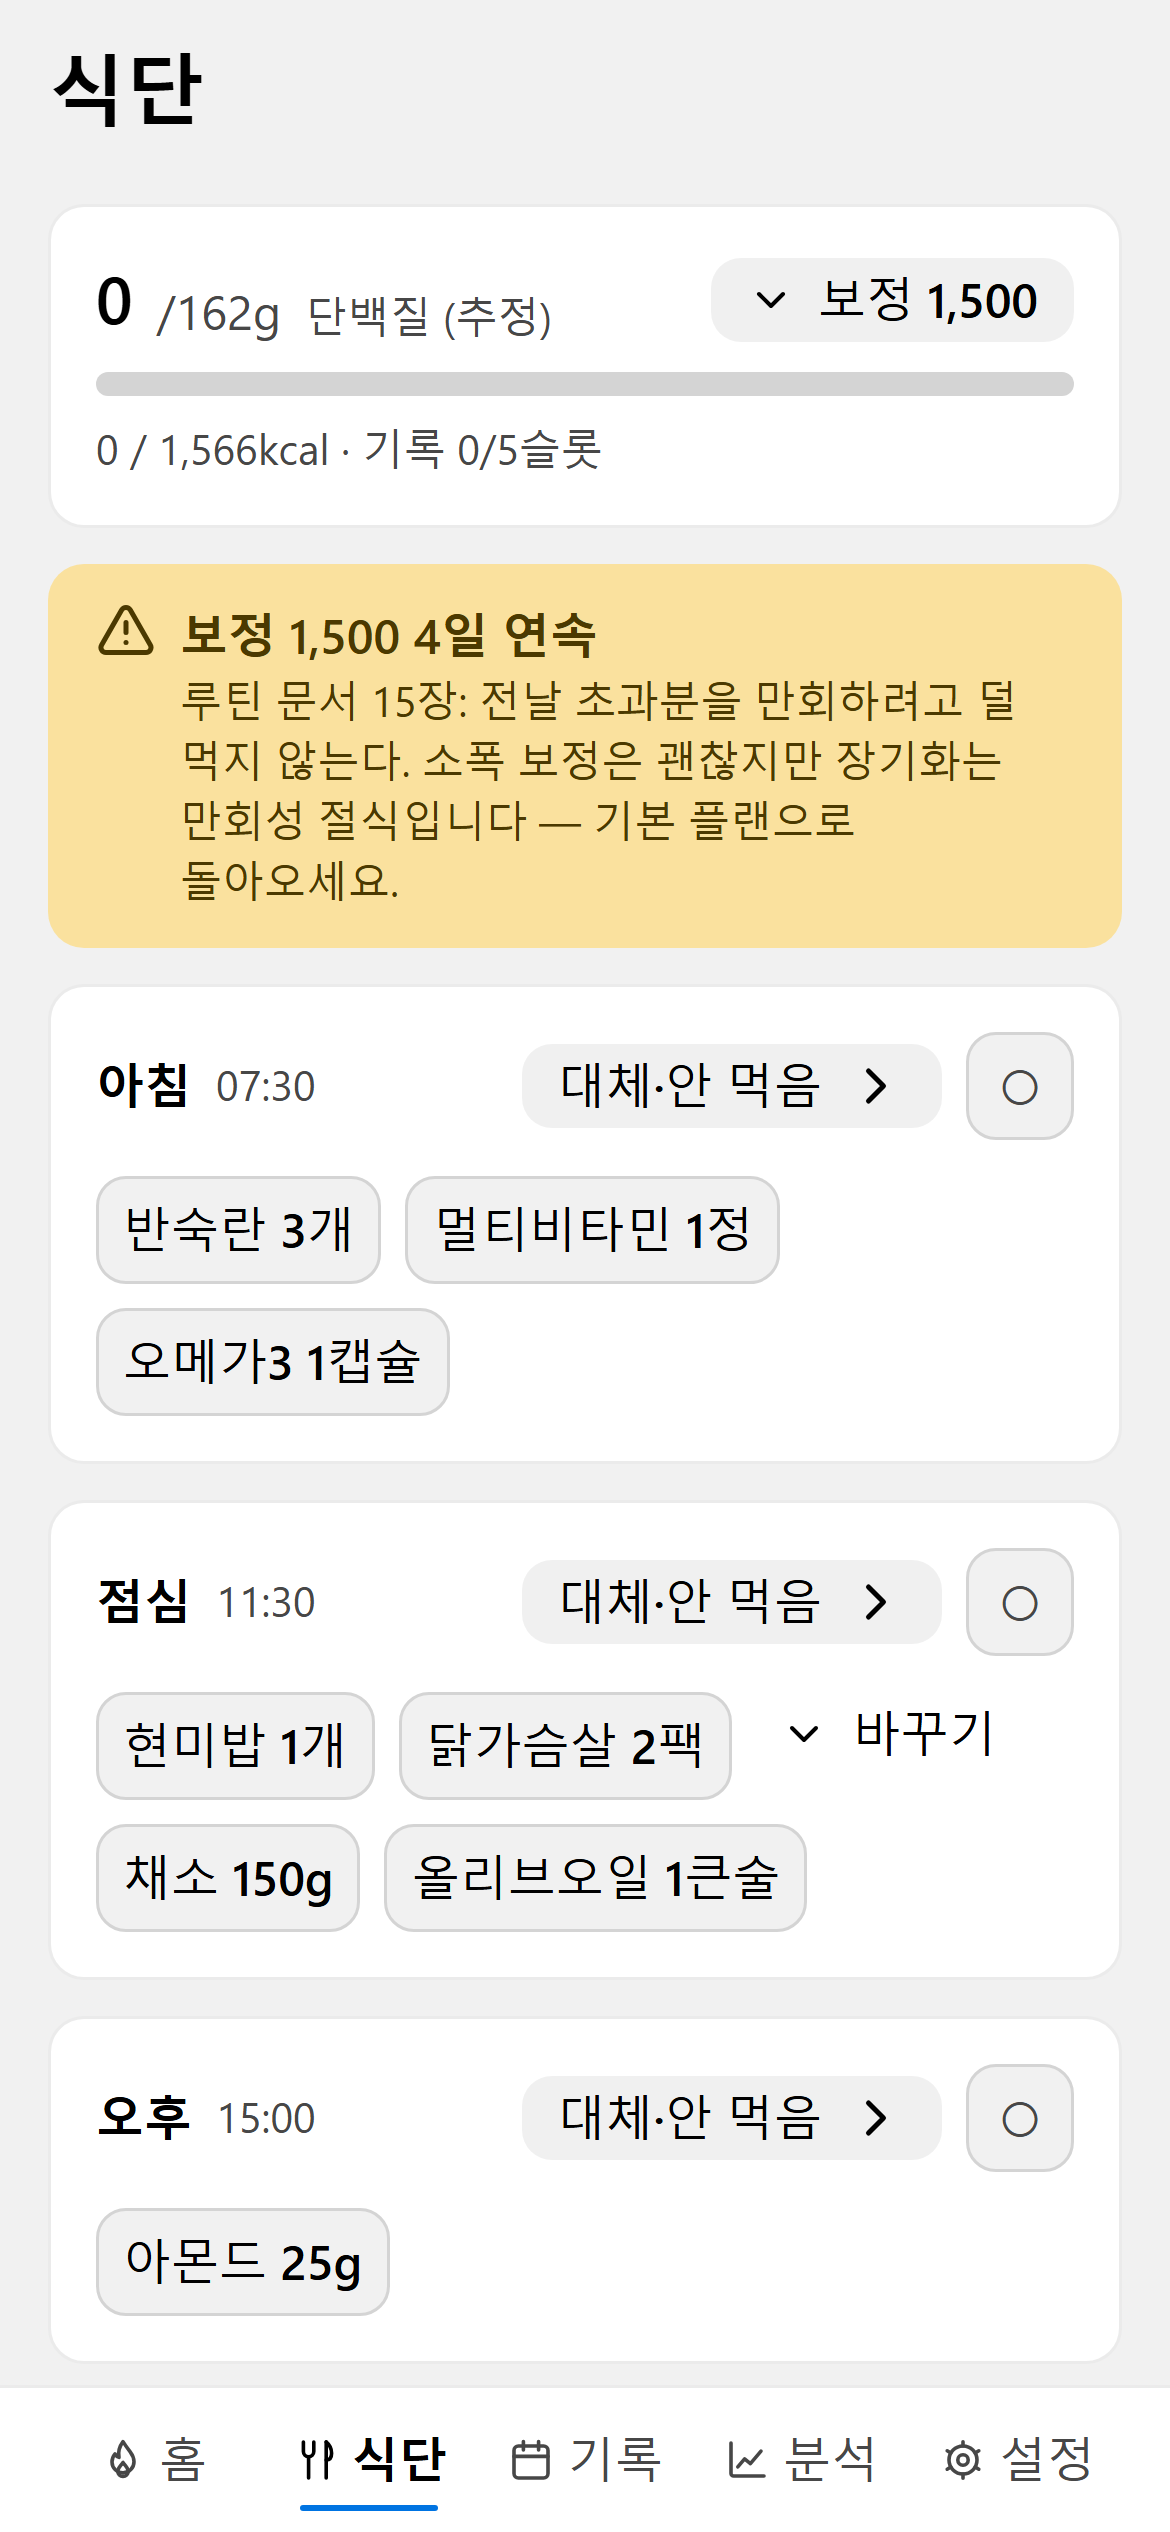 식단
0 /162g 단백질 (추정) 보정 1,500
0 / 1,566kcal · 기록 0/5슬롯
보정 1,500 4일 연속
루틴 문서 15장: 전날 초과분을 만회하려고 덜
먹지 않는다. 소폭 보정은 괜찮지만 장기화는
만회성 절식입니다 — 기본 플랜으로
돌아오세요.
아침 07:30 대체·안 먹음
반숙란 3개 멀티비타민 1정
오메가3 1캡슐
점심 11:30 대체·안 먹음
현미밥 1개 닭가슴살 2팩 바꾸기
채소 150g 올리브오일 1큰술
오후 15:00 대체·안 먹음
아몬드 25g
홈 식단 기록 분석 설정